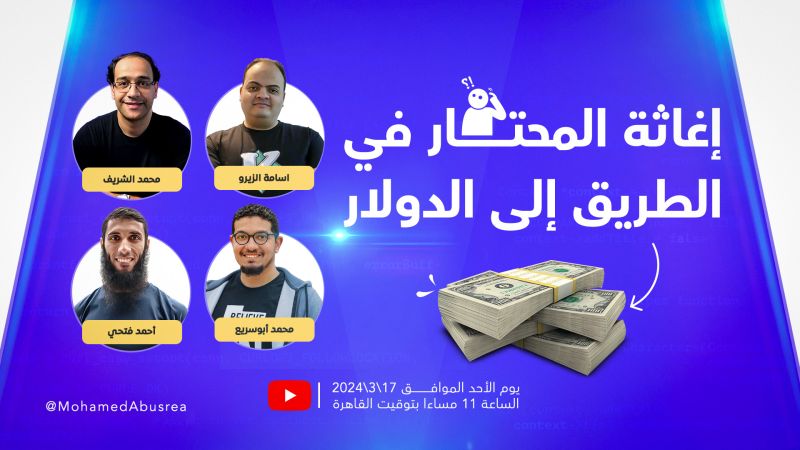 إغاثة المحتـــار في
؟!
الطريق إلى الدولار
محمد الشريف
اسامة الزيرو
أحمد فتحي
محمد أبوسريع
BELIEVE
يوم الأحد الموافـــق 17\3\2024
الساعة 11 مساءا بتوقيت القاهرة
@MohamedAbusrea